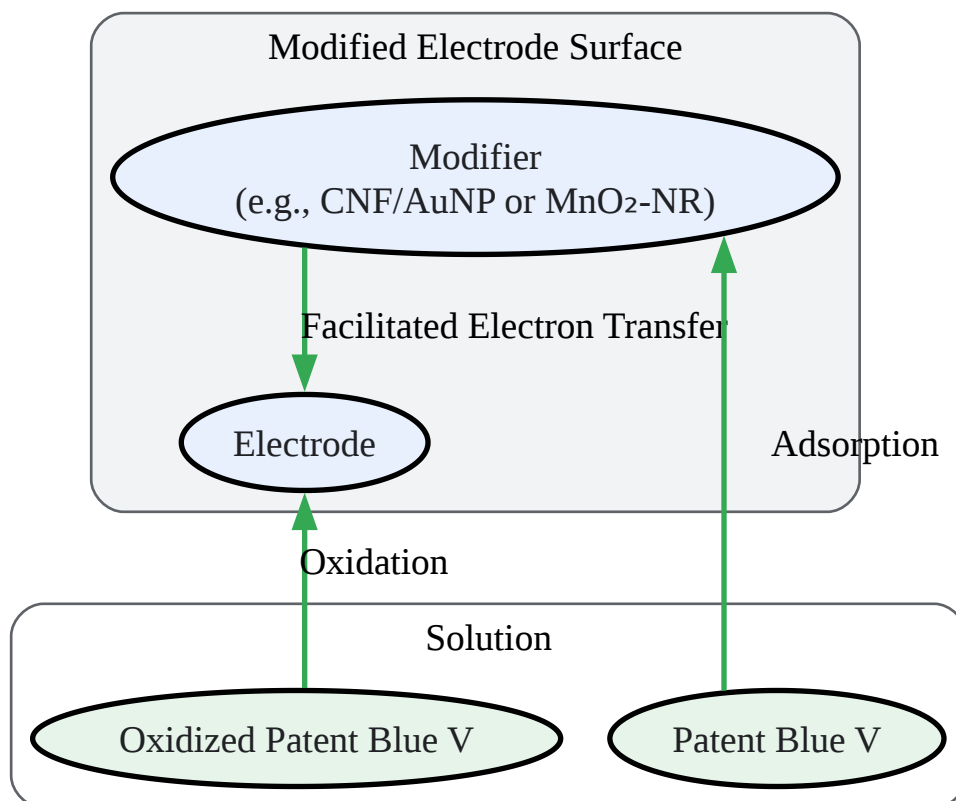 Modified Electrode Surface
Modifier
(e.g., CNF/AuNP or MnO₂-NR)
Facilitated Electron Transfer
Electrode
Adsorption
Oxidation
Solution
Oxidized Patent Blue V
Patent Blue V